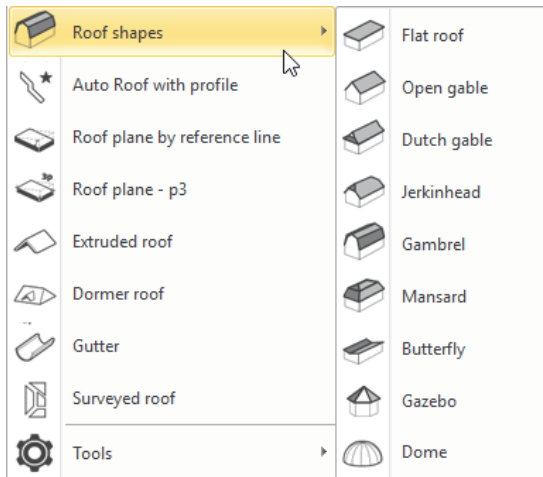 Roof shapes
Auto Roof with profile
Roof plane by reference line
3p
Roof plane - p3
Extruded roof
Dormer roof
Gutter
Surveyed roof
Tools
Flat roof
Open gable
Dutch gable
Jerkinhead
Gambrel
Mansard
Butterfly
Gazebo
Dome